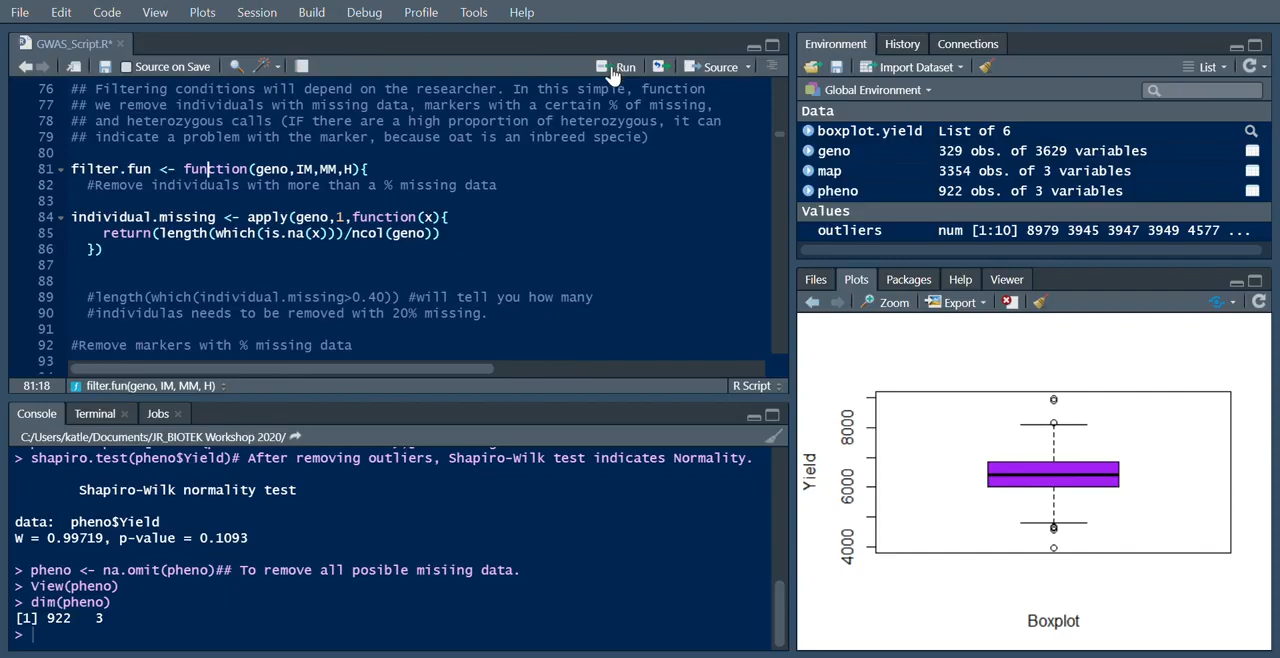 File Edit Code View Plots Session Build Debug Profile Tools Help
GWAS_Script.R*
Source on Save
Run
Source
76 ## Filtering conditions will depend on the researcher. In this simple, function
77 ## we remove individuals with missing data, markers with a certain % of missing,
78 ## and heterozygous calls (IF there are a high proportion of heterozygous, it can
79 ## indicate a problem with the marker, because oat is an inbreed specie)
80
81 filter.fun <- function(geno,IM,MM,H){
82 #Remove individuals with more than a % missing data
83
84 individual.missing <- apply(geno,1,function(x){
85 return(length(which(is.na(x)))/ncol(geno))
86 })
87
88
89 #length(which(individual.missing>0.40)) #will tell you how many
90 #individulas needs to be removed with 20% missing.
91
92 #Remove markers with % missing data
93
81:18 filter.fun(geno, IM, MM, H) R Script
Console Terminal Jobs
C:/Users/katle/Documents/JR_BIOTEK Workshop 2020/
> shapiro.test(pheno$Yield)# After removing outliers, Shapiro-Wilk test indicates Normality.
Shapiro-Wilk normality test
data: pheno$Yield
W = 0.99719, p-value = 0.1093
> pheno <- na.omit(pheno)## To remove all posible misiing data.
> View(pheno)
> dim(pheno)
[1] 922 3
>
Environment History Connections
Import Dataset List
Global Environment
Data
boxplot.yield List of 6
geno 329 obs. of 3629 variables
map 3354 obs. of 3 variables
pheno 922 obs. of 3 variables
Values
outliers num [1:10] 8979 3945 3947 3949 4577 ...
Files Plots Packages Help Viewer
Zoom Export
Yield
8000
6000
4000
Boxplot